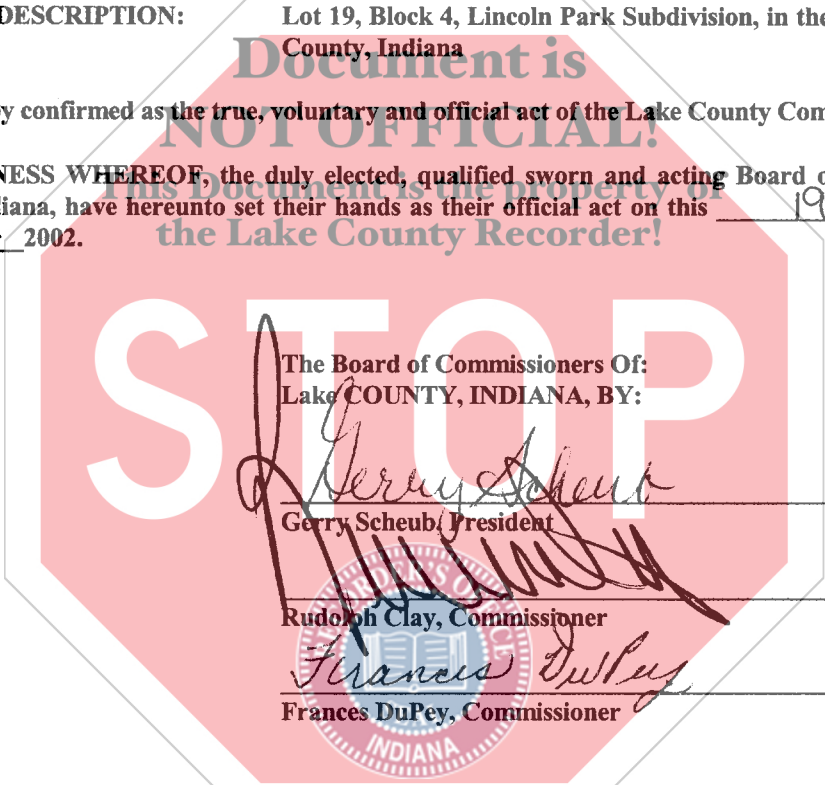 DESCRIPTION: Lot 19, Block 4, Lincoln Park Subdivision, in the
County, Indiana
Document is
y confirmed as the true, voluntary and official act of the Lake County Com
NOT OFFICIAL!
NESS WHEREOF, the duly elected, qualified sworn and acting Board o
This Document is the property of
iana, have hereunto set their hands as their official act on this 19
the Lake County Recorder!
2002.
STOP
The Board of Commissioners Of:
Lake COUNTY, INDIANA, BY:
Gerry Scheub
Gerry Scheub, President
Rudolph Clay, Commissioner
Frances DuPey
Frances DuPey, Commissioner
INDIANA